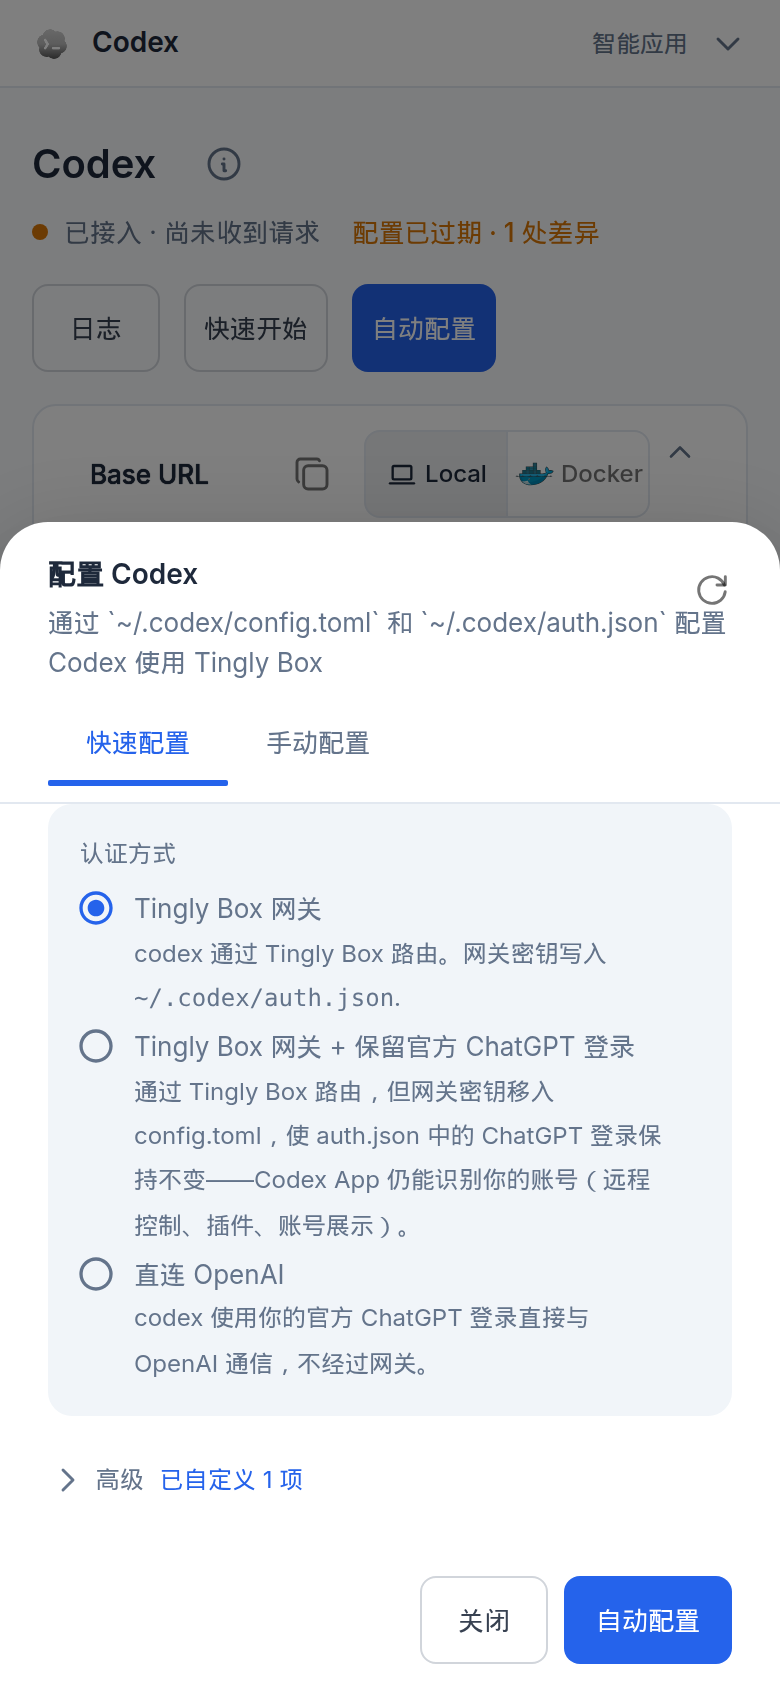 Codex
智能应用
Codex
已接入 · 尚未收到请求
配置已过期 · 1 处差异
日志
快速开始
自动配置
Base URL
Local
Docker
配置 Codex
通过 `~/.codex/config.toml` 和 `~/.codex/auth.json` 配置
Codex 使用 Tingly Box
快速配置
手动配置
认证方式
Tingly Box 网关
codex 通过 Tingly Box 路由。网关密钥写入
~/.codex/auth.json.
Tingly Box 网关 + 保留官方 ChatGPT 登录
通过 Tingly Box 路由，但网关密钥移入
config.toml，使 auth.json 中的 ChatGPT 登录保
持不变——Codex App 仍能识别你的账号（远程
控制、插件、账号展示）。
直连 OpenAI
codex 使用你的官方 ChatGPT 登录直接与
OpenAI 通信，不经过网关。
高级
已自定义 1 项
关闭
自动配置